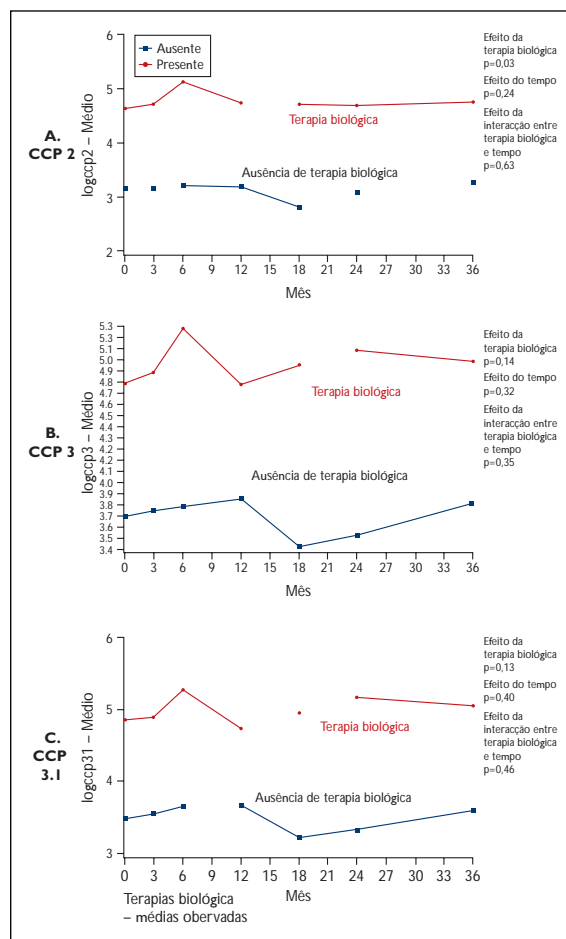 A.
CCP 2
logccp2 – Médio
6
5
4
3
2
Ausente
Presente
Terapia biológica
Ausência de terapia biológica
0 3 6 9 12 15 18 21 24 27 30 33 36
Mês
Efeito da
terapia biológica
p=0,03
Efeito do tempo
p=0,24
Efeito da
interacção entre
terapia biológica
e tempo
p=0,63
B.
CCP 3
logccp3 – Médio
5.3
5.2
5.1
5.0
4.9
4.8
4.7
4.6
4.5
4.4
4.3
4.2
4.1
4.0
3.9
3.8
3.7
3.6
3.5
3.4
Terapia biológica
Ausência de terapia biológica
0 3 6 9 12 15 18 21 24 27 30 33 36
Mês
Efeito da
terapia biológica
p=0,14
Efeito do tempo
p=0,32
Efeito da
interacção entre
terapia biológica
e tempo
p=0,35
C.
CCP
3.1
logccp31 – Médio
6
5
4
3
Terapia biológica
Ausência de terapia biológica
0 3 6 9 12 15 18 21 24 27 30 33 36
Mês
Efeito da
terapia biológica
p=0,13
Efeito do tempo
p=0,40
Efeito da
interacção entre
terapia biológica
e tempo
p=0,46
Terapias biológica
– médias obervadas